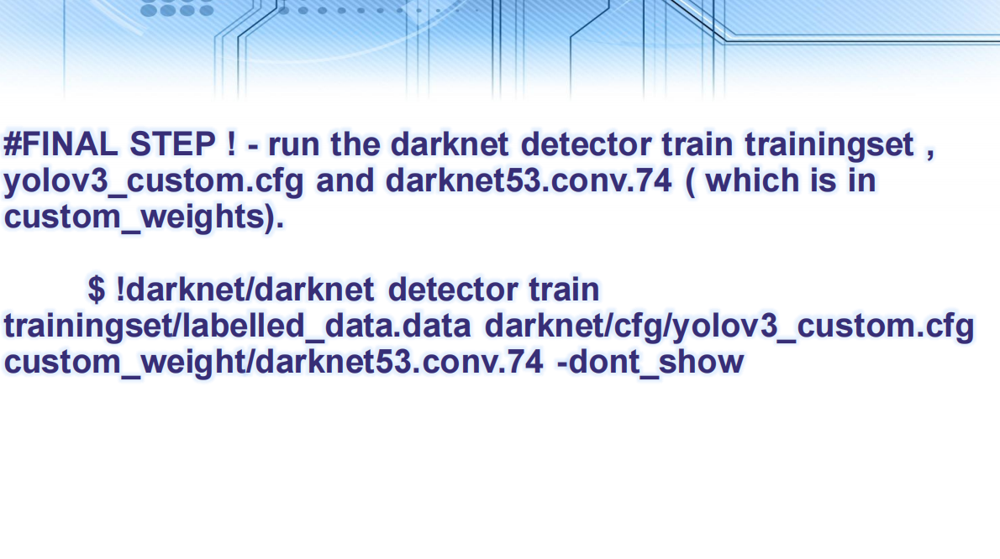 #FINAL STEP ! - run the darknet detector train trainingset ,
yolov3_custom.cfg and darknet53.conv.74 ( which is in
custom_weights).
$ !darknet/darknet detector train
trainingset/labelled_data.data darknet/cfg/yolov3_custom.cfg
custom_weight/darknet53.conv.74 -dont_show